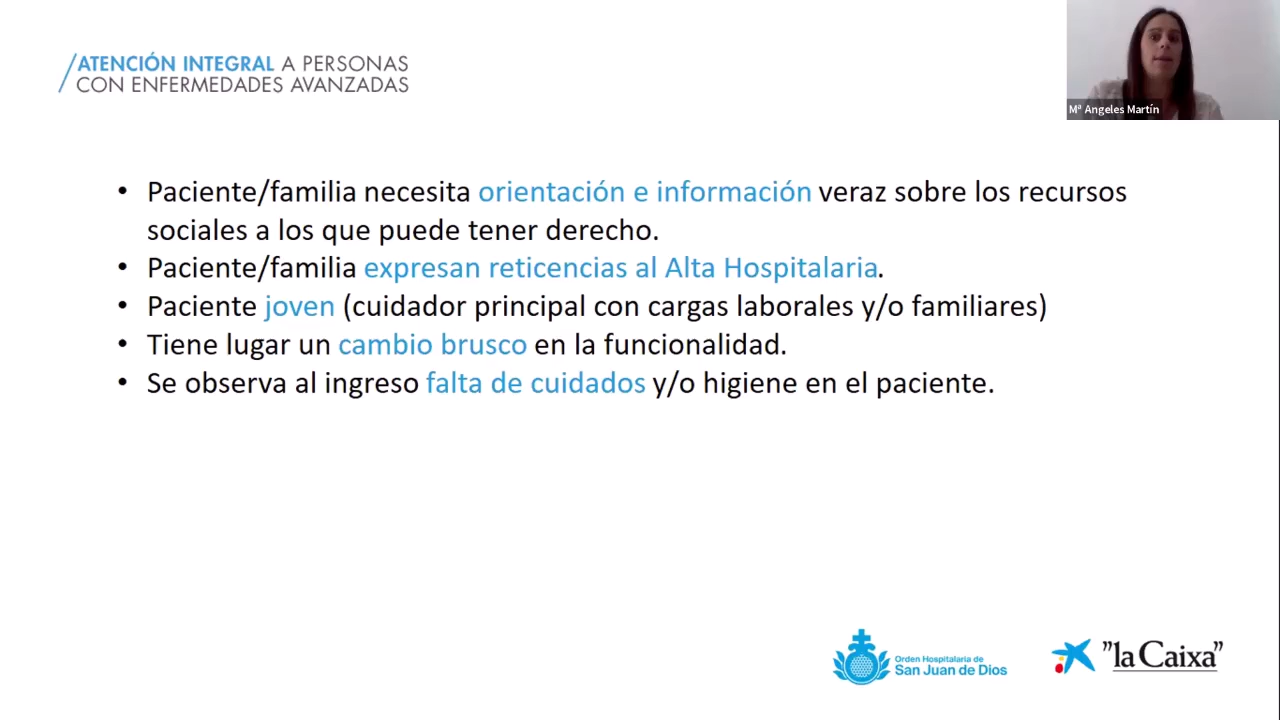 ATENCIÓN INTEGRAL A PERSONAS
CON ENFERMEDADES AVANZADAS
Mª Angeles Martín
• Paciente/familia necesita orientación e información veraz sobre los recursos
sociales a los que puede tener derecho.
• Paciente/familia expresan reticencias al Alta Hospitalaria.
• Paciente joven (cuidador principal con cargas laborales y/o familiares)
• Tiene lugar un cambio brusco en la funcionalidad.
• Se observa al ingreso falta de cuidados y/o higiene en el paciente.
Orden Hospitalaria de
San Juan de Dios
"la Caixa"